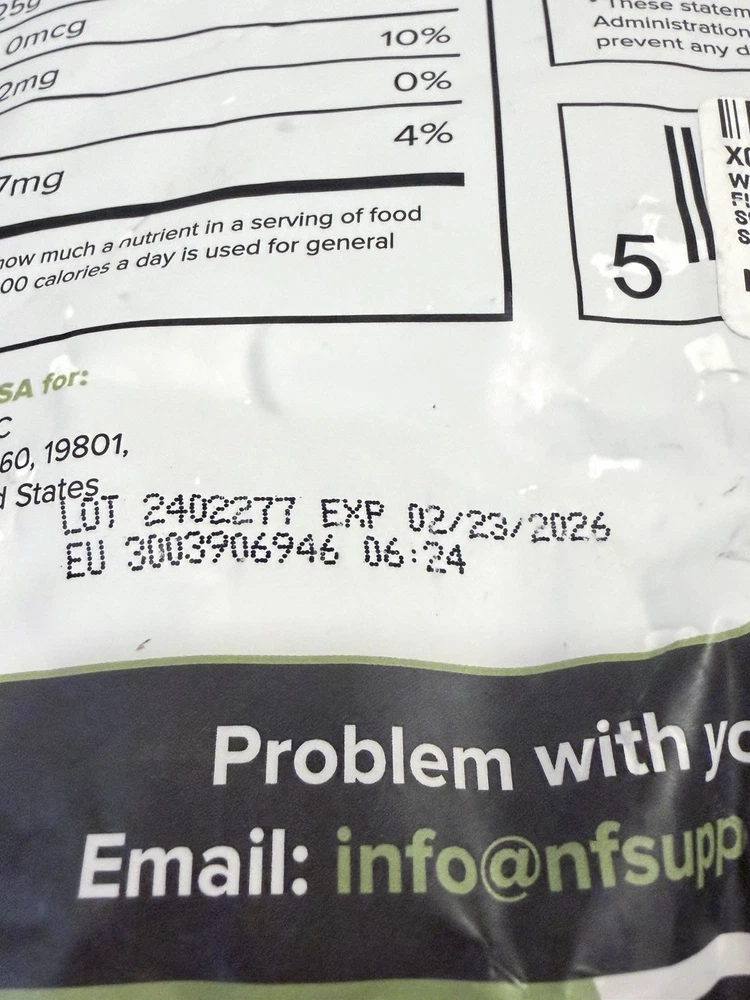 25g
0mcg 10%
2mg 0%
4%
7mg
how much a nutrient in a serving of food
00 calories a day is used for general
These statem
Administration
prevent any d
5
SA for:
C
60, 19801,
d States
LOT 2402277 EXP 02/23/2026
EU 3003906946 06:24
Problem with yo
Email: info@nfsupp